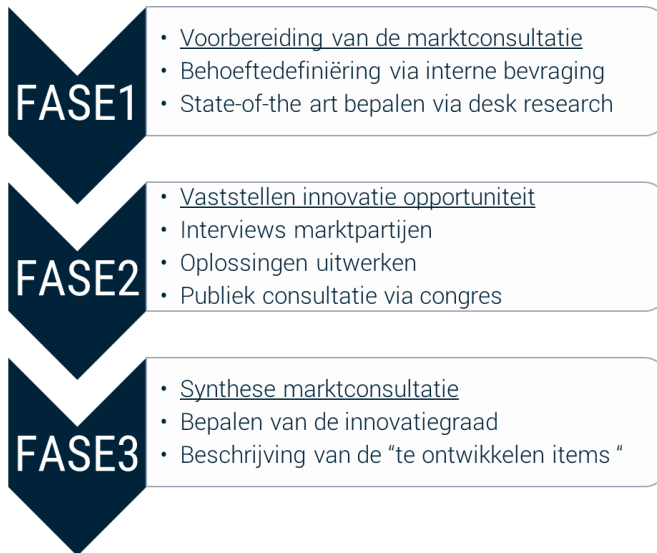 FASE1
• Voorbereiding van de marktconsultatie
• Behoeftedefiniëring via interne bevraging
• State-of-the art bepalen via desk research
FASE2
• Vaststellen innovatie opportuniteit
• Interviews marktpartijen
• Oplossingen uitwerken
• Publiek consultatie via congres
FASE3
• Synthese marktconsultatie
• Bepalen van de innovatiegraad
• Beschrijving van de “te ontwikkelen items “